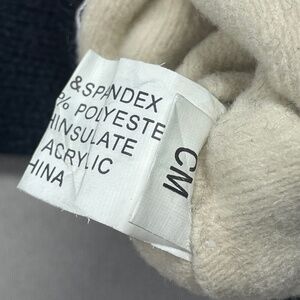 &SPANDEX
% POLYESTE
HINSULATE
ACRYLIC
HINA
CM